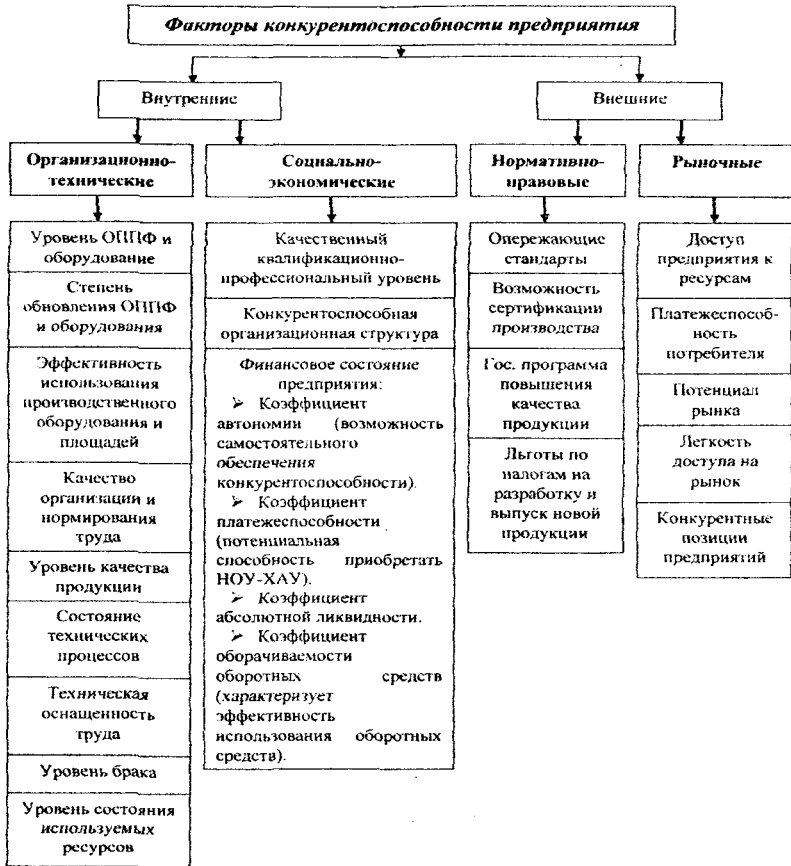 Факторы конкурентоспособности предприятия
Внутренние
Внешние
Организационно-
технические
Социально-
экономические
Нормативно-
правовые
Рыночные
Уровень ОППФ и
оборудование
Степень
обновления ОППФ
и оборудования
Эффективность
использования
производственного
оборудования и
площадей
Качество
организации и
нормирования
труда
Уровень качества
продукции
Состояние
технических
процессов
Техническая
оснащенность
труда
Уровень брака
Уровень состояния
используемых
ресурсов
Качественный
квалификационно-
профессиональный уровень
Конкурентоспособная
организационная структура
Финансовое состояние
предприятия:
➢ Коэффициент
автономии (возможность
самостоятельного
обеспечения
конкурентоспособности).
➢ Коэффициент
платежеспособности
(потенциальная
способность приобретать
НОУ-ХАУ).
➢ Коэффициент
абсолютной ликвидности.
➢ Коэффициент
оборачиваемости
оборотных средств
(характеризует
эффективность
использования оборотных
средств).
Опережающие
стандарты
Возможность
сертификации
производства
Гос. программа
повышения
качества
продукции
Льготы по
налогам на
разработку и
выпуск новой
продукции
Доступ
предприятия к
ресурсам
Платежеспособ-
ность
потребителя
Потенциал
рынка
Легкость
доступа на
рынок
Конкурентные
позиции
предприятий